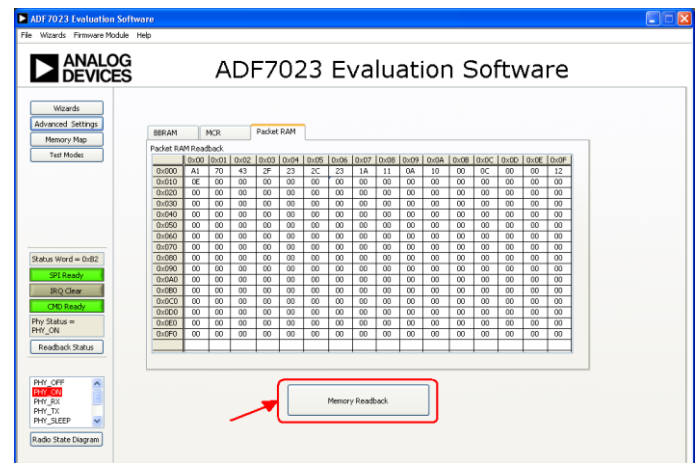 ADF7023 Evaluation Software
File Wizards Firmware Module Help
ANALOG
DEVICES
ADF7023 Evaluation Software
Wizards
Advanced Settings
Memory Map
Test Modes
BBRAM MCR Packet RAM
Packet RAM Readback
0x00 0x01 0x02 0x03 0x04 0x05 0x06 0x07 0x08 0x09 0x0A 0x0B 0x0C 0x0D 0x0E 0x0F
0x000 A1 70 43 2F 23 2C 23 1A 11 0A 10 00 0C 00 00 12
0x010 0E 00 00 00 00 00 00 00 00 00 00 00 00 00 00 00
0x020 00 00 00 00 00 00 00 00 00 00 00 00 00 00 00 00
0x030 00 00 00 00 00 00 00 00 00 00 00 00 00 00 00 00
0x040 00 00 00 00 00 00 00 00 00 00 00 00 00 00 00 00
0x050 00 00 00 00 00 00 00 00 00 00 00 00 00 00 00 00
0x060 00 00 00 00 00 00 00 00 00 00 00 00 00 00 00 00
0x070 00 00 00 00 00 00 00 00 00 00 00 00 00 00 00 00
0x080 00 00 00 00 00 00 00 00 00 00 00 00 00 00 00 00
0x090 00 00 00 00 00 00 00 00 00 00 00 00 00 00 00 00
0x0A0 00 00 00 00 00 00 00 00 00 00 00 00 00 00 00 00
0x0B0 00 00 00 00 00 00 00 00 00 00 00 00 00 00 00 00
0x0C0 00 00 00 00 00 00 00 00 00 00 00 00 00 00 00 00
0x0D0 00 00 00 00 00 00 00 00 00 00 00 00 00 00 00 00
0x0E0 00 00 00 00 00 00 00 00 00 00 00 00 00 00 00 00
0x0F0 00 00 00 00 00 00 00 00 00 00 00 00 00 00 00 00
Status Word = 0xB2
SPI Ready
IRQ Clear
CMD Ready
Phy Status =
PHY_ON
Readback Status
PHY_OFF
PHY_ON
PHY_RX
PHY_TX
PHY_SLEEP
Radio State Diagram
Memory Readback